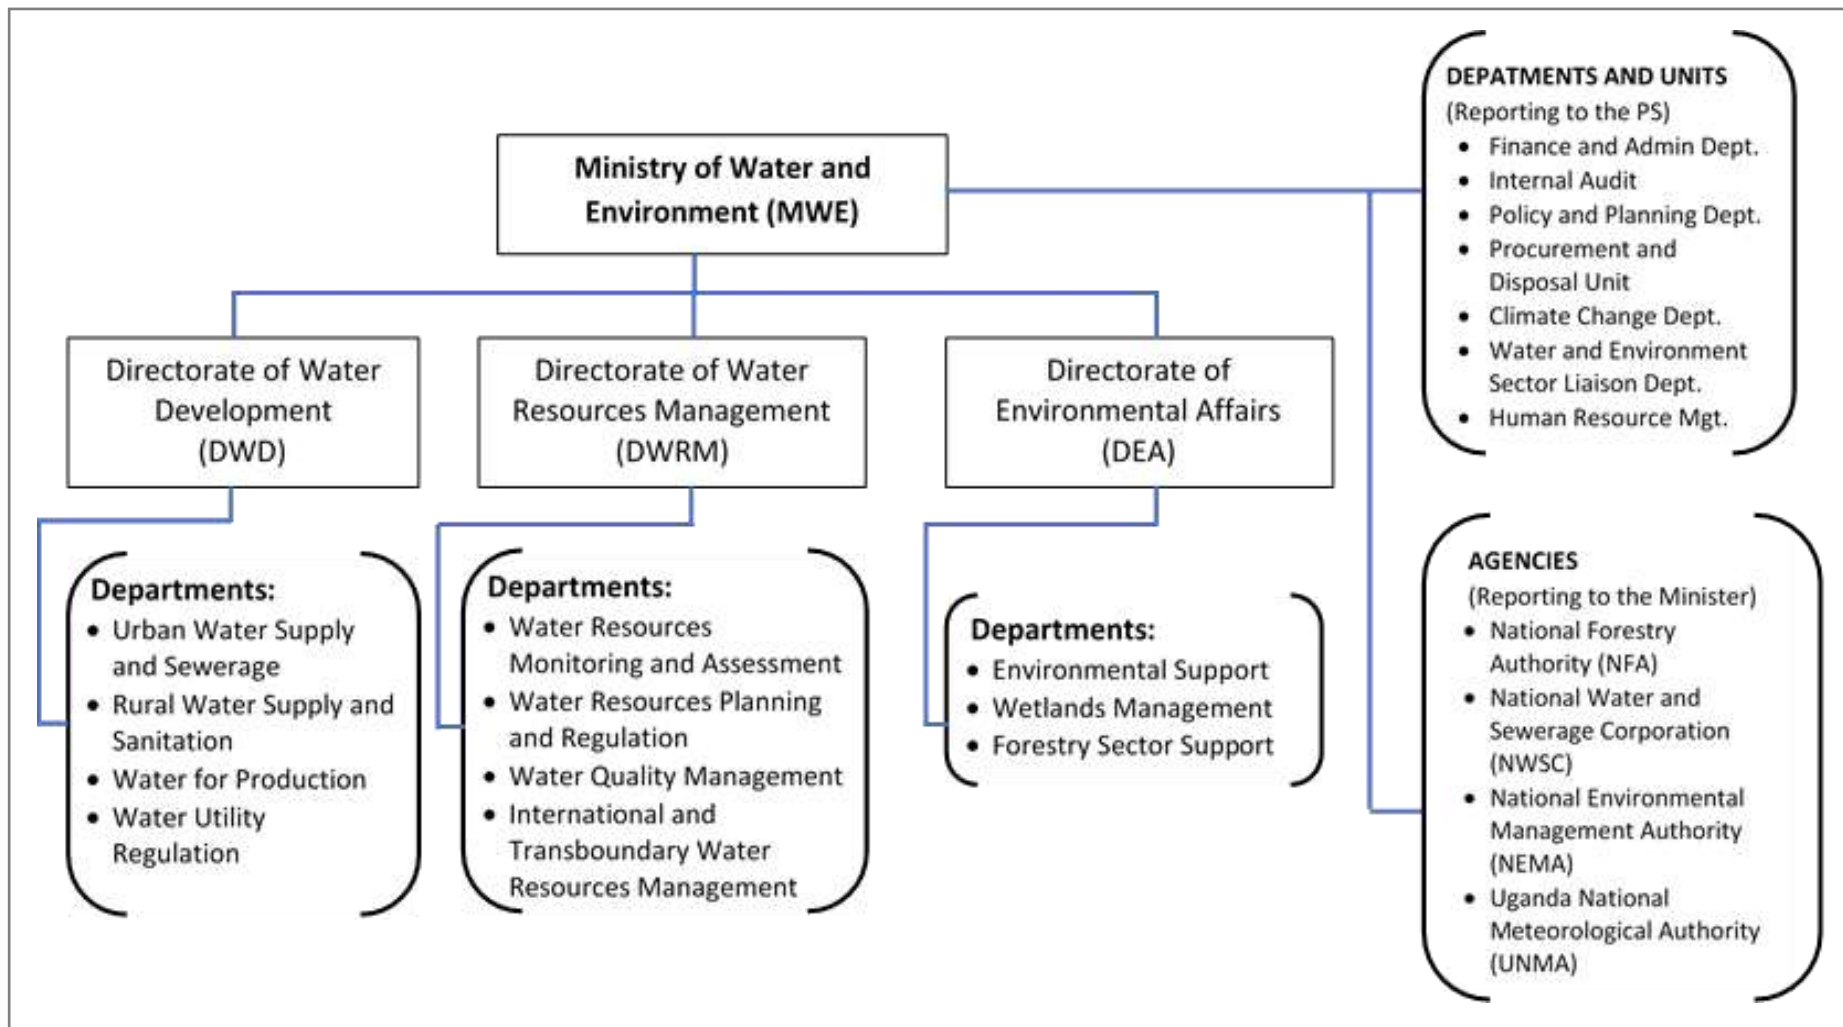 Ministry of Water and
Environment (MWE)
Directorate of Water
Development
(DWD)
Directorate of Water
Resources Management
(DWRM)
Directorate of
Environmental Affairs
(DEA)
Departments:
• Urban Water Supply
and Sewerage
• Rural Water Supply and
Sanitation
• Water for Production
• Water Utility
Regulation
Departments:
• Water Resources
Monitoring and Assessment
• Water Resources Planning
and Regulation
• Water Quality Management
• International and
Transboundary Water
Resources Management
Departments:
• Environmental Support
• Wetlands Management
• Forestry Sector Support
DEPATMENTS AND UNITS
(Reporting to the PS)
• Finance and Admin Dept.
• Internal Audit
• Policy and Planning Dept.
• Procurement and
Disposal Unit
• Climate Change Dept.
• Water and Environment
Sector Liaison Dept.
• Human Resource Mgt.
AGENCIES
(Reporting to the Minister)
• National Forestry
Authority (NFA)
• National Water and
Sewerage Corporation
(NWSC)
• National Environmental
Management Authority
(NEMA)
• Uganda National
Meteorological Authority
(UNMA)